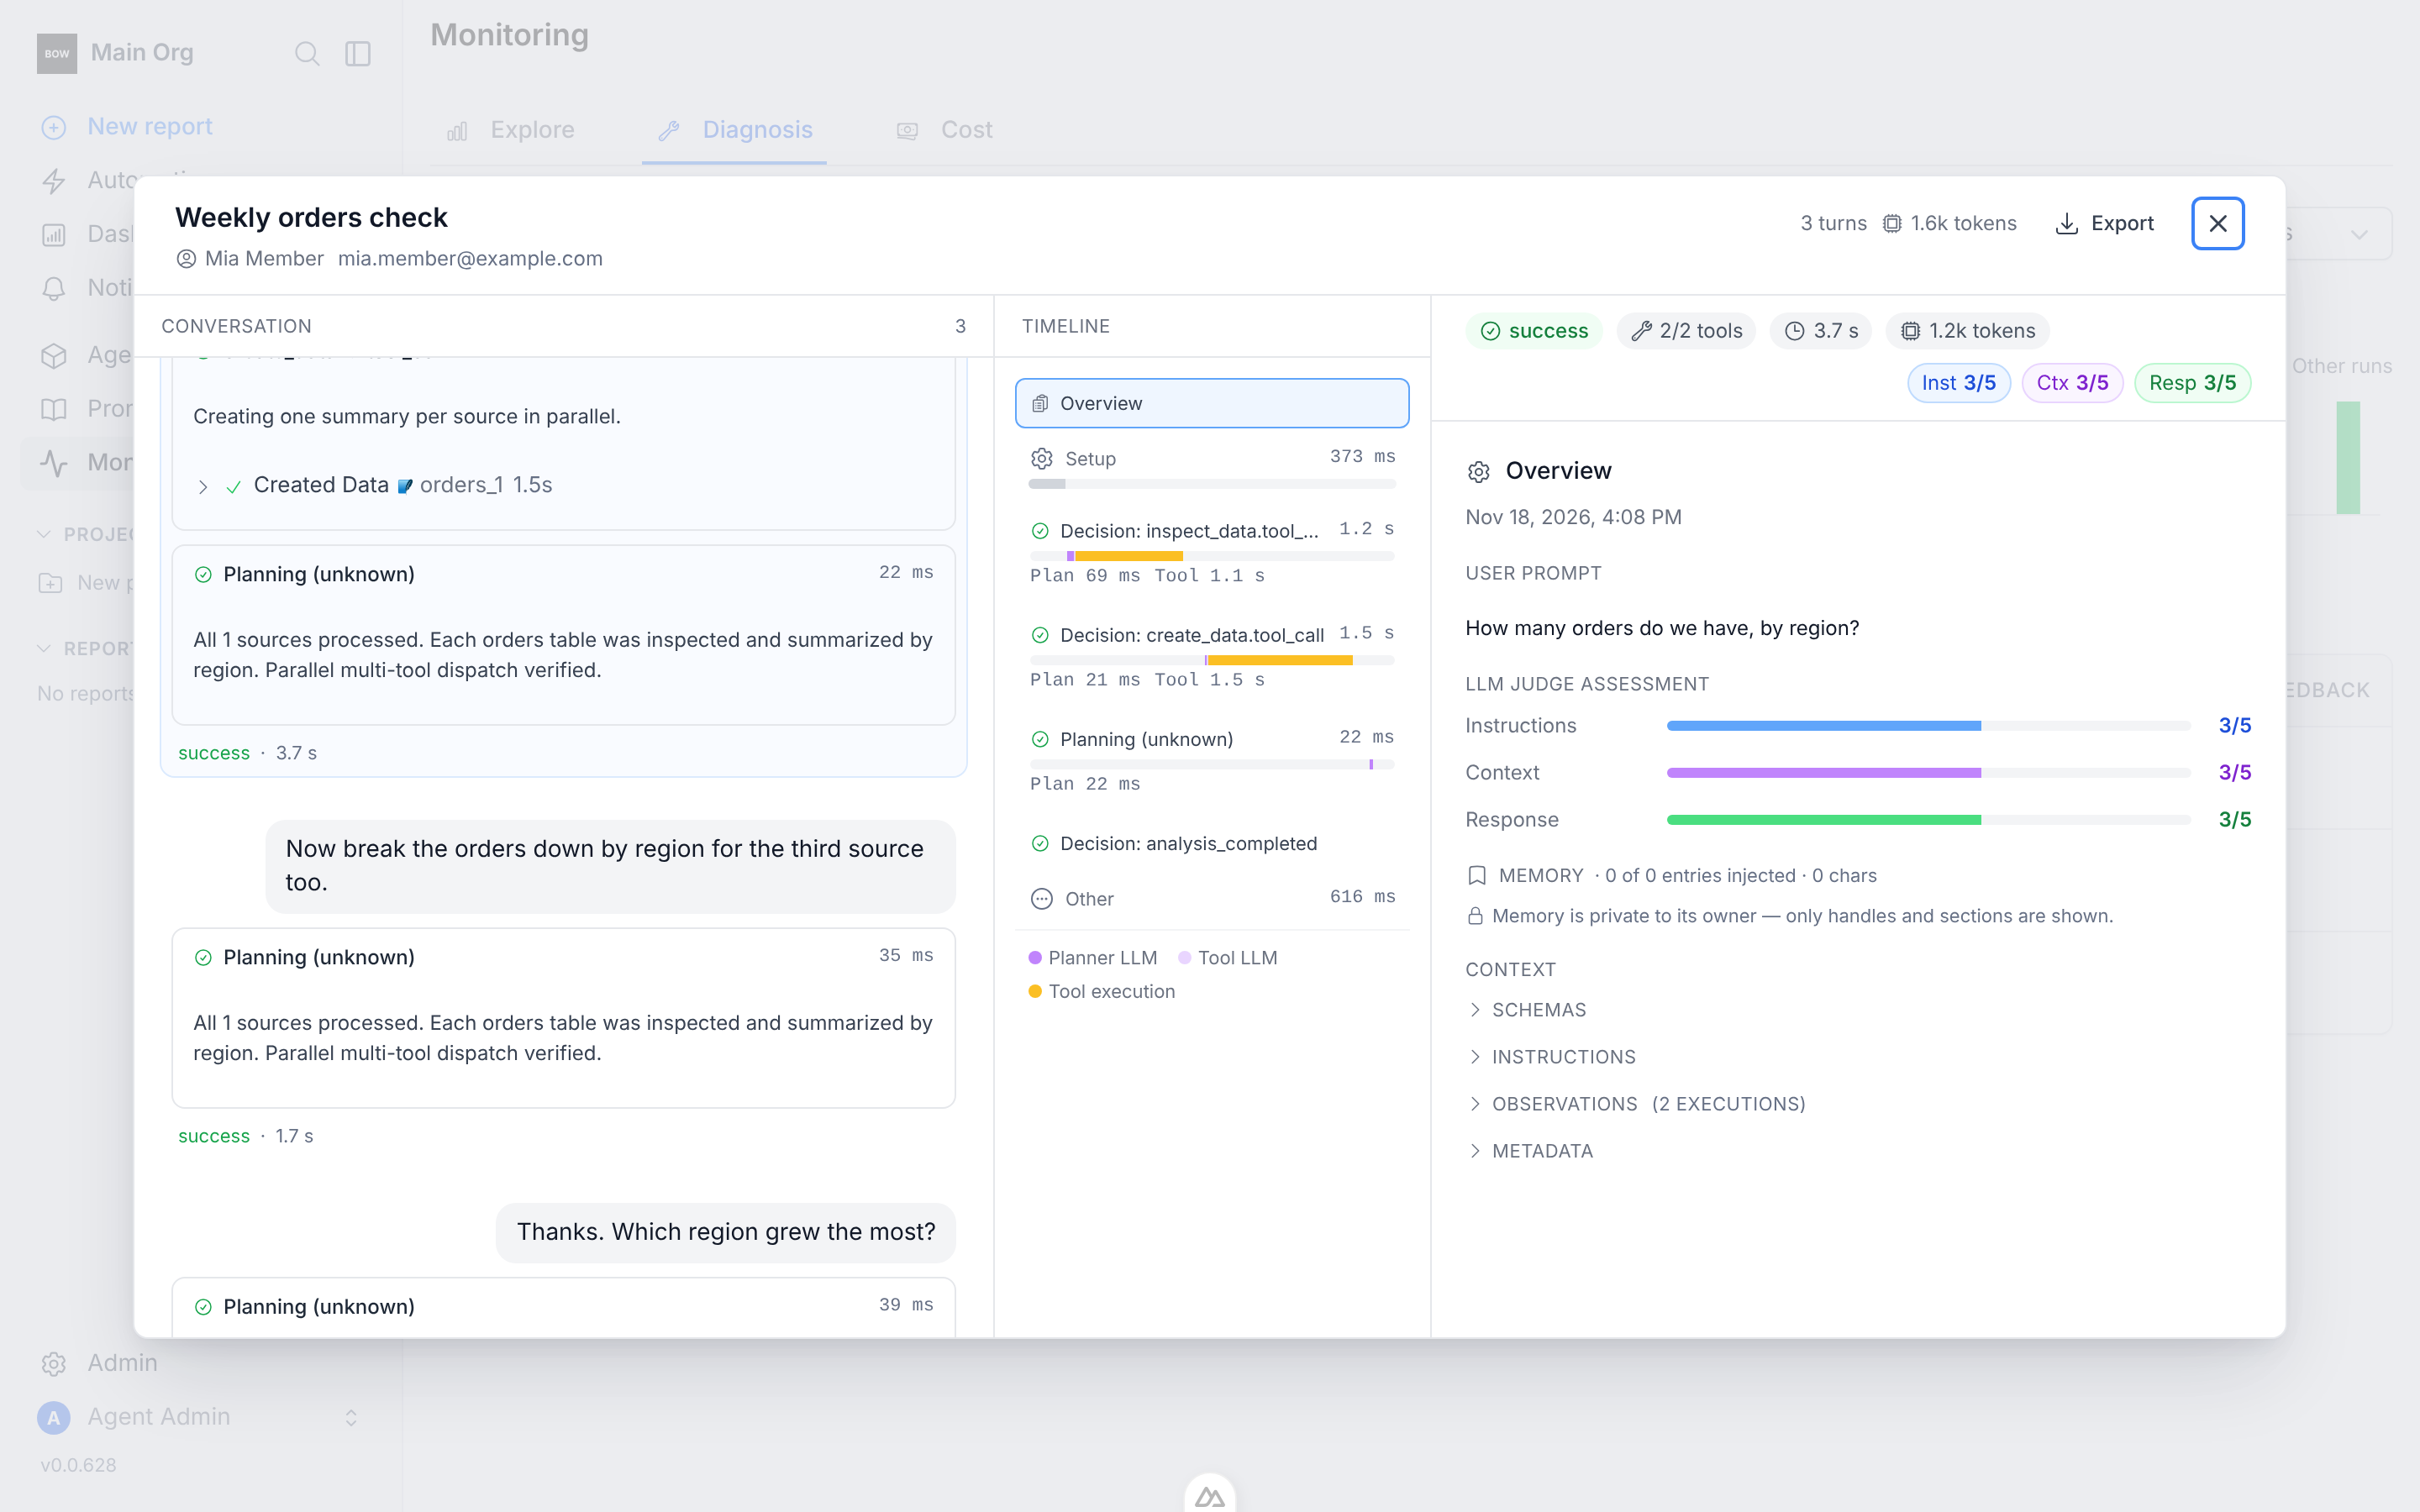 BOW
Main Org
New report
Auto
Das
Noti
Age
Pror
Mon
PROJE
New p
REPORT
No reports
Admin
A
Agent Admin
v0.0.628
Monitoring
Explore
Diagnosis
Cost
s
Other runs
EDBACK
Weekly orders check
Mia Member mia.member@example.com
3 turns
1.6k tokens
Export
CONVERSATION
3
Creating one summary per source in parallel.
Created Data orders_1 1.5s
Planning (unknown)
22 ms
All 1 sources processed. Each orders table was inspected and summarized by
region. Parallel multi-tool dispatch verified.
success · 3.7 s
Now break the orders down by region for the third source
too.
Planning (unknown)
35 ms
All 1 sources processed. Each orders table was inspected and summarized by
region. Parallel multi-tool dispatch verified.
success · 1.7 s
Thanks. Which region grew the most?
Planning (unknown)
39 ms
TIMELINE
Overview
Setup
373 ms
Decision: inspect_data.tool_...
1.2 s
Plan 69 ms Tool 1.1 s
Decision: create_data.tool_call
1.5 s
Plan 21 ms Tool 1.5 s
Planning (unknown)
22 ms
Plan 22 ms
Decision: analysis_completed
Other
616 ms
Planner LLM
Tool LLM
Tool execution
success
2/2 tools
3.7 s
1.2k tokens
Inst 3/5
Ctx 3/5
Resp 3/5
Overview
Nov 18, 2026, 4:08 PM
USER PROMPT
How many orders do we have, by region?
LLM JUDGE ASSESSMENT
Instructions
3/5
Context
3/5
Response
3/5
MEMORY · 0 of 0 entries injected · 0 chars
Memory is private to its owner — only handles and sections are shown.
CONTEXT
SCHEMAS
INSTRUCTIONS
OBSERVATIONS (2 EXECUTIONS)
METADATA